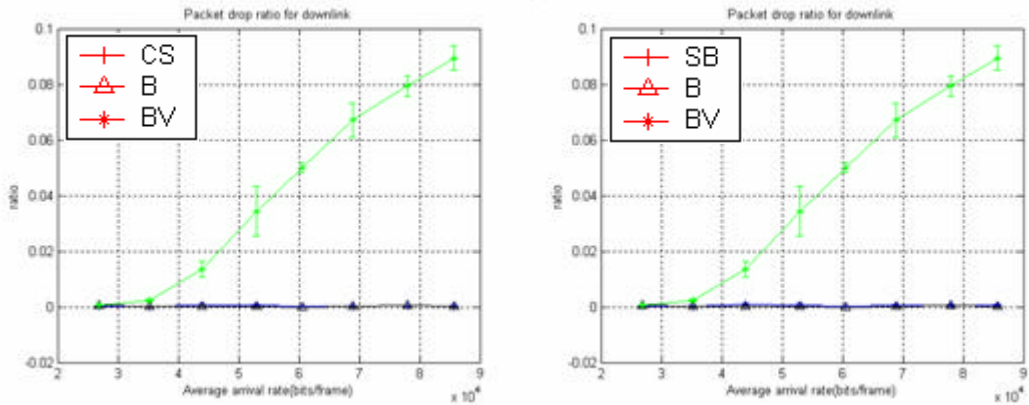 Packet drop ratio for downlink
0.1
0.08
0.06
0.04
0.02
0
-0.02
ratio
CS
B
BV
2 3 4 5 6 7 8 9
Average arrival rate(bits/frame)
x 10⁴
Packet drop ratio for downlink
0.1
0.08
0.06
0.04
0.02
0
-0.02
ratio
SB
B
BV
2 3 4 5 6 7 8 9
Average arrival rate(bits/frame)
x 10⁴